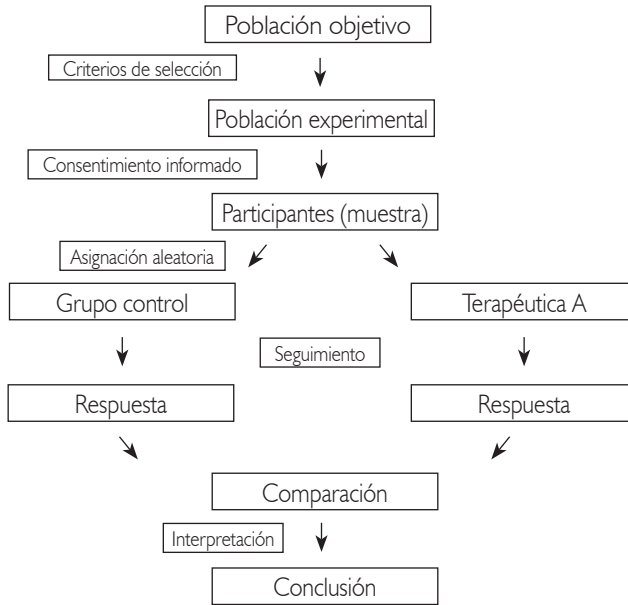 Población objetivo
Criterios de selección
Población experimental
Consentimiento informado
Participantes (muestra)
Asignación aleatoria
Grupo control
Terapéutica A
Seguimiento
Respuesta
Respuesta
Comparación
Interpretación
Conclusión